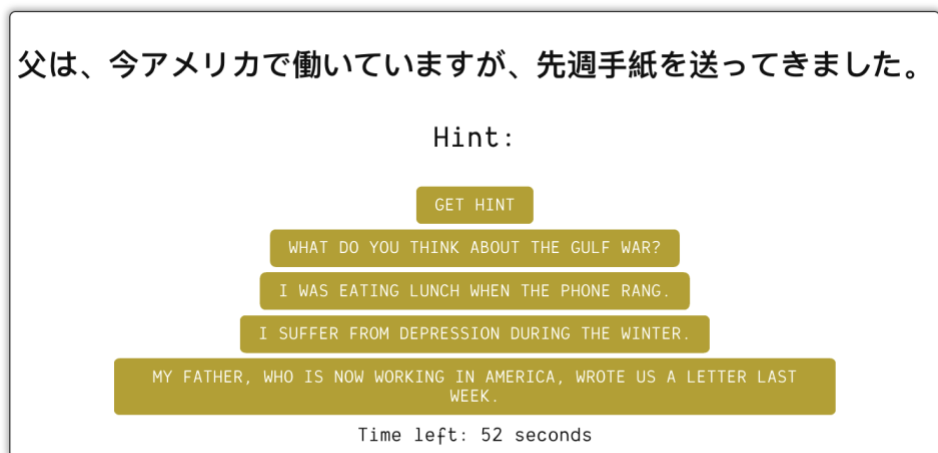 父は、今アメリカで働いていますが、先週手紙を送ってきました。
Hint:
GET HINT
WHAT DO YOU THINK ABOUT THE GULF WAR?
I WAS EATING LUNCH WHEN THE PHONE RANG.
I SUFFER FROM DEPRESSION DURING THE WINTER.
MY FATHER, WHO IS NOW WORKING IN AMERICA, WROTE US A LETTER LAST
WEEK.
Time left: 52 seconds